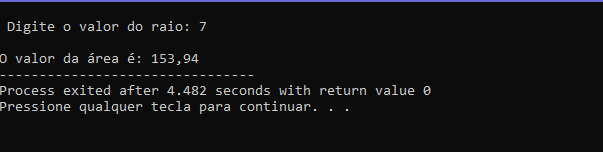 Digite o valor do raio: 7
O valor da área é: 153,94
--------------------------------
Process exited after 4.482 seconds with return value 0
Pressione qualquer tecla para continuar. . .